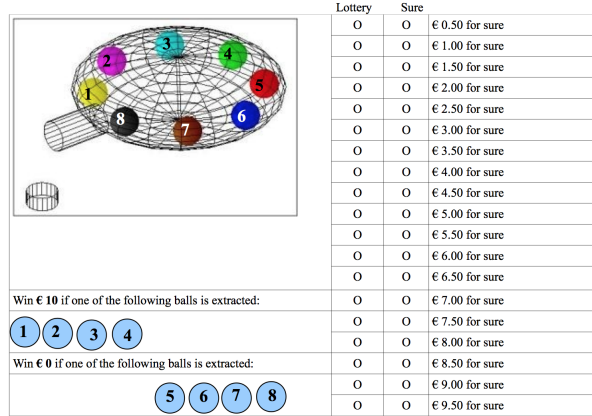 Lottery Sure
O O € 0.50 for sure
O O € 1.00 for sure
O O € 1.50 for sure
O O € 2.00 for sure
O O € 2.50 for sure
O O € 3.00 for sure
O O € 3.50 for sure
O O € 4.00 for sure
O O € 4.50 for sure
O O € 5.00 for sure
O O € 5.50 for sure
O O € 6.00 for sure
O O € 6.50 for sure
O O € 7.00 for sure
O O € 7.50 for sure
O O € 8.00 for sure
O O € 8.50 for sure
O O € 9.00 for sure
O O € 9.50 for sure
3
2
4
1
5
8
6
7
Win € 10 if one of the following balls is extracted:
1 2 3 4
Win € 0 if one of the following balls is extracted:
5 6 7 8